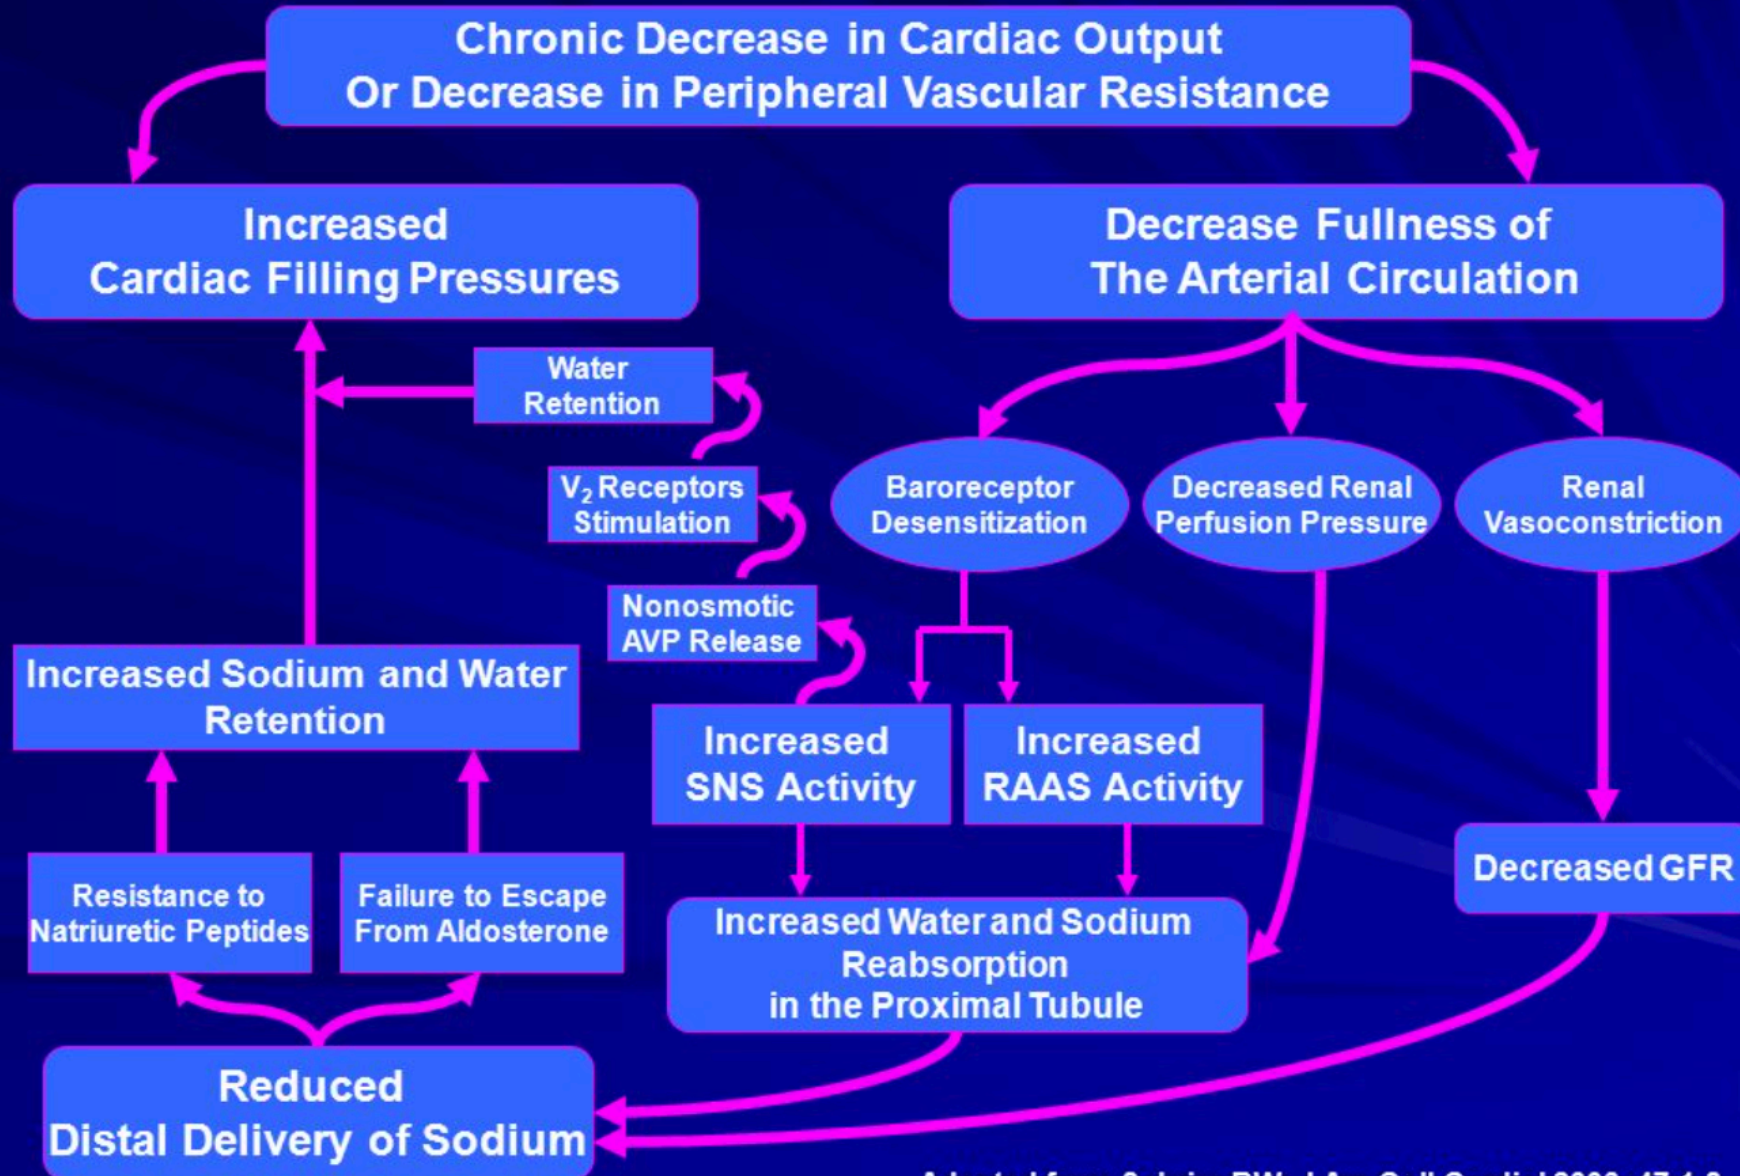 Chronic Decrease in Cardiac Output
Or Decrease in Peripheral Vascular Resistance
Increased
Cardiac Filling Pressures
Decrease Fullness of
The Arterial Circulation
Water
Retention
V₂ Receptors
Stimulation
Nonosmotic
AVP Release
Baroreceptor
Desensitization
Decreased Renal
Perfusion Pressure
Renal
Vasoconstriction
Increased Sodium and Water
Retention
Increased
SNS Activity
Increased
RAAS Activity
Resistance to
Natriuretic Peptides
Failure to Escape
From Aldosterone
Increased Water and Sodium
Reabsorption
in the Proximal Tubule
Decreased GFR
Reduced
Distal Delivery of Sodium